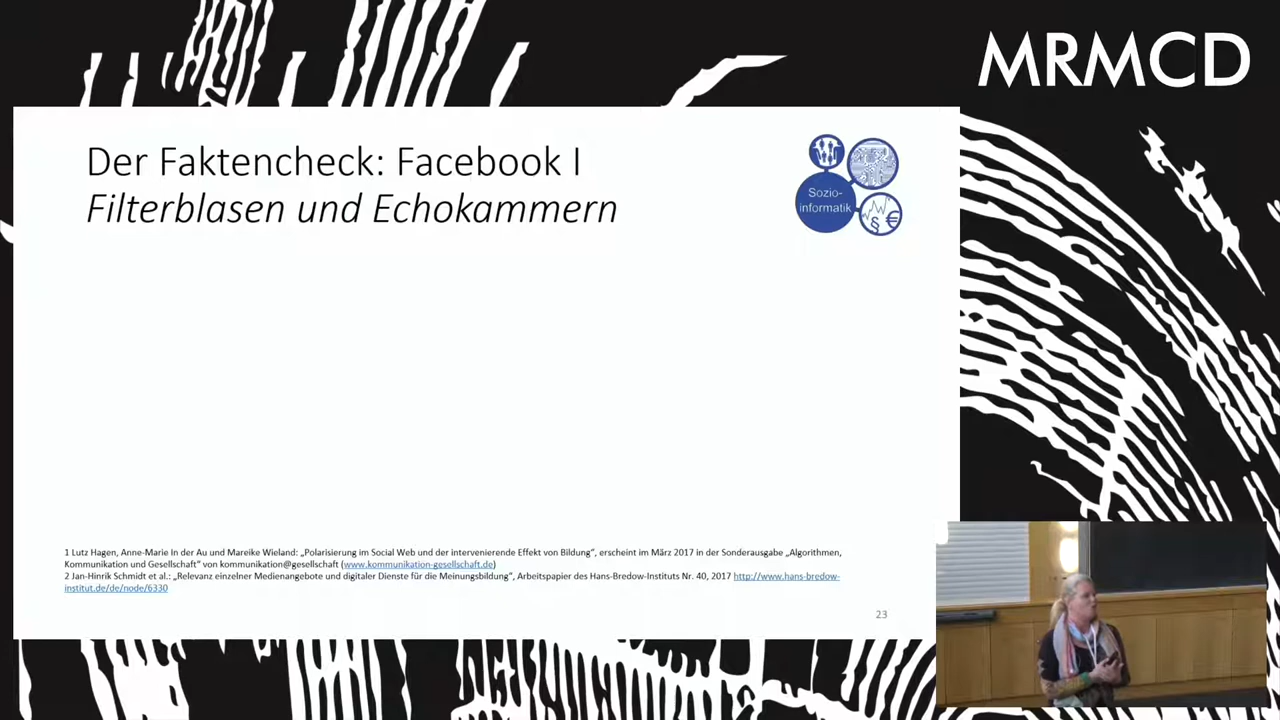 MRMCD
Der Faktencheck: Facebook I
Filterblasen und Echokammern
Sozio-
informatik
§
€
1 Lutz Hagen, Anne-Marie In der Au und Mareike Wieland: „Polarisierung im Social Web und der intervenierende Effekt von Bildung“, erscheint im März 2017 in der Sonderausgabe „Algorithmen,
Kommunikation und Gesellschaft“ von kommunikation@gesellschaft (www.kommunikation-gesellschaft.de)
2 Jan-Hinrik Schmidt et al.: „Relevanz einzelner Medienangebote und digitaler Dienste für die Meinungsbildung“, Arbeitspapier des Hans-Bredow-Instituts Nr. 40, 2017 http://www.hans-bredow-
institut.de/de/node/6330
23